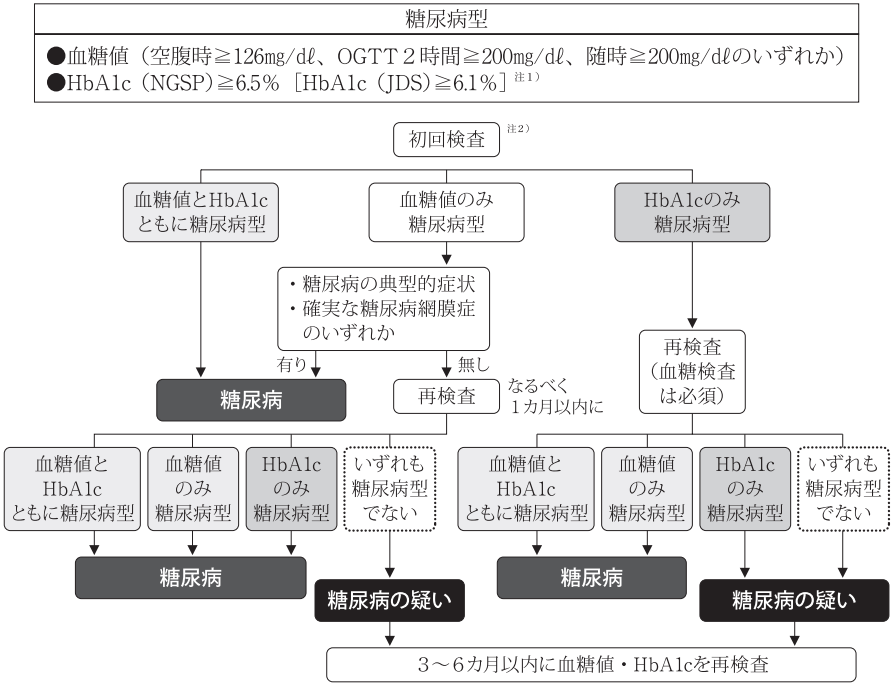 糖尿病型
●血糖値（空腹時≧126㎎/㎗、OGTT２時間≧200㎎/㎗、随時≧200㎎/㎗のいずれか）
●HbA1c（NGSP）≧6.5％［HbA1c（JDS）≧6.1％］注１）
初回検査 注２）
血糖値とHbA1c
ともに糖尿病型
血糖値のみ
糖尿病型
HbA1cのみ
糖尿病型
・糖尿病の典型的症状
・確実な糖尿病網膜症
のいずれか
有り
無し
糖尿病
再検査
なるべく
１カ月以内に
再検査
（血糖検査
は必須）
血糖値と
HbA1c
ともに糖尿病型
血糖値
のみ
糖尿病型
HbA1c
のみ
糖尿病型
いずれも
糖尿病型
でない
血糖値と
HbA1c
ともに糖尿病型
血糖値
のみ
糖尿病型
HbA1c
のみ
糖尿病型
いずれも
糖尿病型
でない
糖尿病
糖尿病の疑い
糖尿病
糖尿病の疑い
３〜６カ月以内に血糖値・HbA1cを再検査